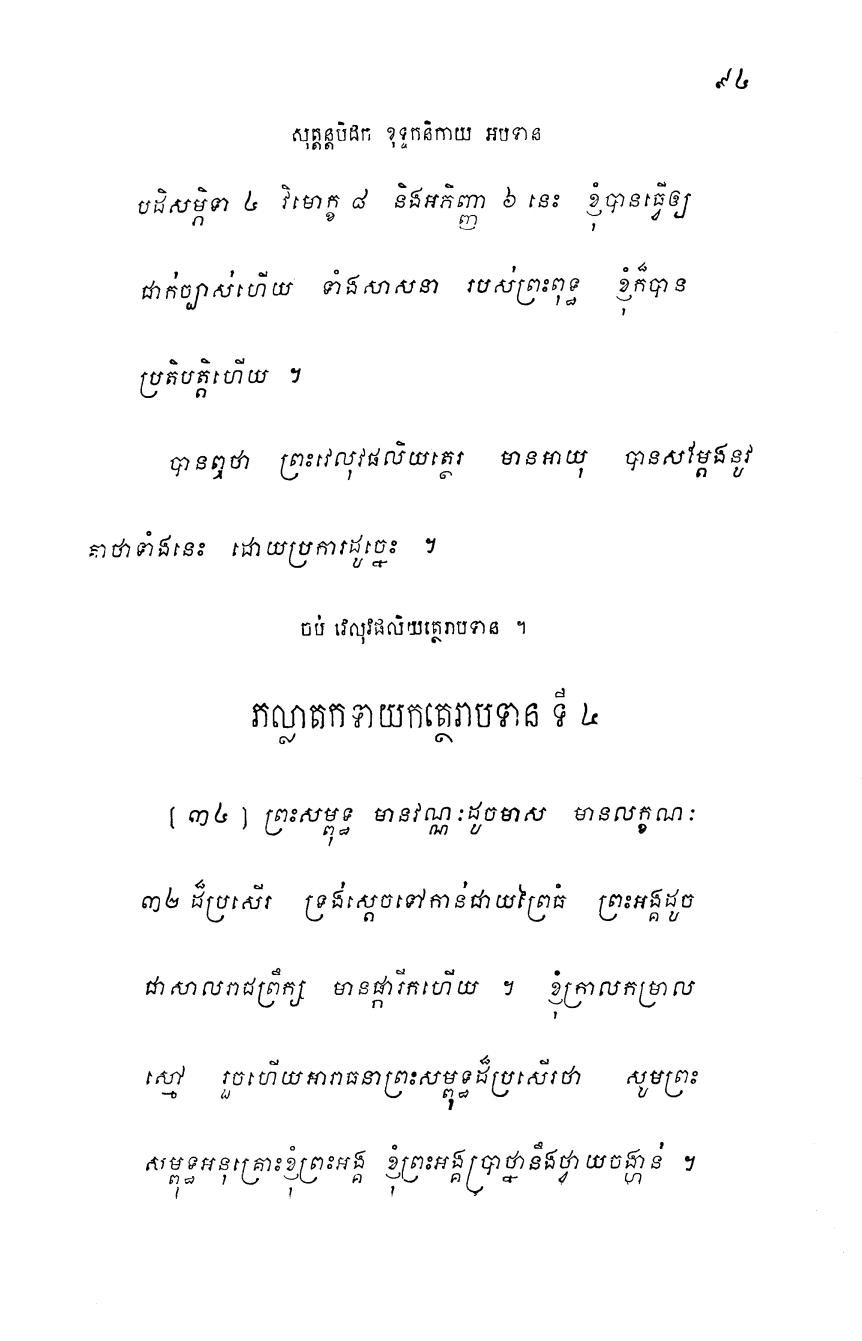 ៩៤
សុត្តន្តបិដក ខុទ្ទកនិកាយ អបទាន
បដិសម្ភិទា ៤ វិមោក្ខ ៨ និងអភិញ្ញា ៦ នេះ ខ្ញុំបានធ្វើឲ្យ
ជាក់ច្បាស់ហើយ ទាំងសាសនា របស់ព្រះពុទ្ធ ខ្ញុំក៏បាន
ប្រតិបត្តិហើយ ។
បានឮថា ព្រះវេលុវផលិយត្ថេរ មានអាយុ បានសម្តែងនូវ
គាថាទាំងនេះ ដោយប្រការដូច្នេះ ។
ចប់ វេលុវផលិយត្ថេរាបទាន ។
ភល្លាតកទាយកត្ថេរាបទាន ទី ៤
[ ៣៤ ] ព្រះសម្ពុទ្ធ មានវណ្ណៈដូចមាស មានលក្ខណៈ
៣២ ដ៏ប្រសើរ ទ្រង់ស្តេចទៅកាន់ជាយព្រៃធំ ព្រះអង្គដូច
ជាសាលរាជព្រឹក្ស មានផ្ការីកហើយ ។ ខ្ញុំក្រាលកម្រាល
ស្មៅ រួចហើយអារាធនាព្រះសម្ពុទ្ធដ៏ប្រសើរថា សូមព្រះ
សម្ពុទ្ធអនុគ្រោះខ្ញុំព្រះអង្គ ខ្ញុំព្រះអង្គប្រាថ្នានឹងថ្វាយចង្ហាន់ ។